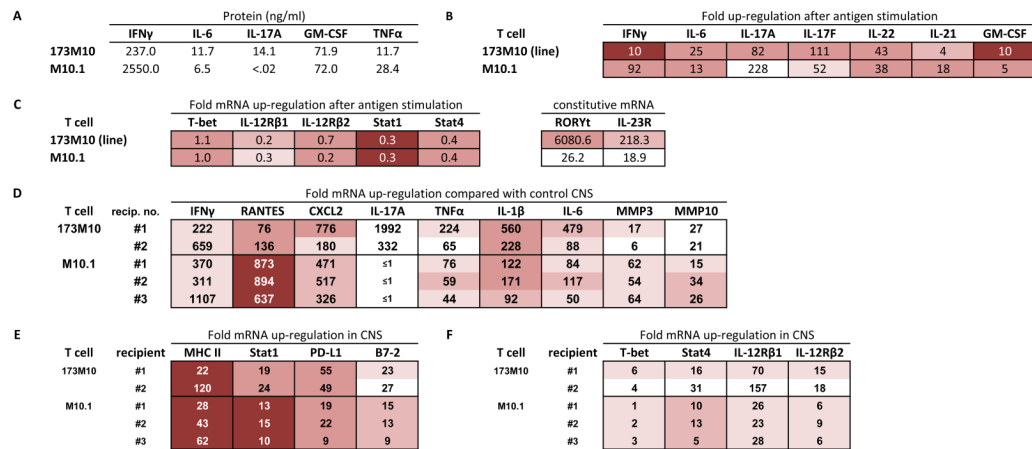 A Protein (ng/ml)
IFNγ IL-6 IL-17A GM-CSF TNFα
173M10 237.0 11.7 14.1 71.9 11.7
M10.1 2550.0 6.5 <.02 72.0 28.4
B Fold up-regulation after antigen stimulation
T cell IFNγ IL-6 IL-17A IL-17F IL-22 IL-21 GM-CSF
173M10 (line) 10 25 82 111 43 4 10
M10.1 92 13 228 52 38 18 5
C Fold mRNA up-regulation after antigen stimulation constitutive mRNA
T cell T-bet IL-12Rβ1 IL-12Rβ2 Stat1 Stat4 RORYt IL-23R
173M10 (line) 1.1 0.2 0.7 0.3 0.4 6080.6 218.3
M10.1 1.0 0.3 0.2 0.3 0.4 26.2 18.9
D Fold mRNA up-regulation compared with control CNS
T cell recip. no. IFNγ RANTES CXCL2 IL-17A TNFα IL-1β IL-6 MMP3 MMP10
173M10 #1 222 76 776 1992 224 560 479 17 27
#2 659 136 180 332 65 228 88 6 21
M10.1 #1 370 873 471 ≤1 76 122 84 62 15
#2 311 894 517 ≤1 59 171 117 54 34
#3 1107 637 326 ≤1 44 92 50 64 26
E Fold mRNA up-regulation in CNS
T cell recipient MHC II Stat1 PD-L1 B7-2
173M10 #1 22 19 55 23
#2 120 24 49 27
M10.1 #1 28 13 19 15
#2 43 15 22 13
#3 62 10 9 9
F Fold mRNA up-regulation in CNS
T cell recipient T-bet Stat4 IL-12Rβ1 IL-12Rβ2
173M10 #1 6 16 70 15
#2 4 31 157 18
M10.1 #1 1 10 26 6
#2 2 13 23 9
#3 3 5 28 6